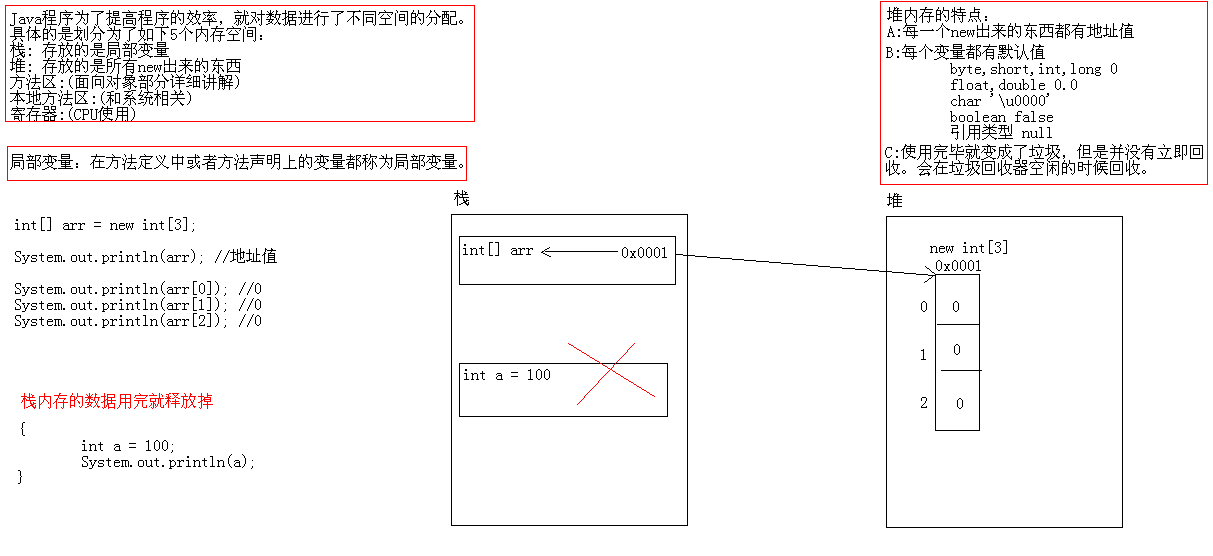 Java程序为了提高程序的效率，就对数据进行了不同空间的分配。
具体的是划分为了如下5个内存空间：
栈: 存放的是局部变量
堆: 存放的是所有new出来的东西
方法区:(面向对象部分详细讲解)
本地方法区:(和系统相关)
寄存器:(CPU使用)
局部变量: 在方法定义中或者方法声明上的变量都称为局部变量。
int[] arr = new int[3];
System.out.println(arr); //地址值
System.out.println(arr[0]); //0
System.out.println(arr[1]); //0
System.out.println(arr[2]); //0
栈内存的数据用完就释放掉
{
int a = 100;
System.out.println(a);
}
栈
int[] arr
0x0001
int a = 100
堆内存的特点：
A:每一个new出来的东西都有地址值
B:每个变量都有默认值
byte,short,int,long 0
float,double 0.0
char '\u0000'
boolean false
引用类型 null
C:使用完毕就变成了垃圾，但是并没有立即回
收。会在垃圾回收器空闲的时候回收。
堆
new int[3]
0x0001
0 0
1 0
2 0